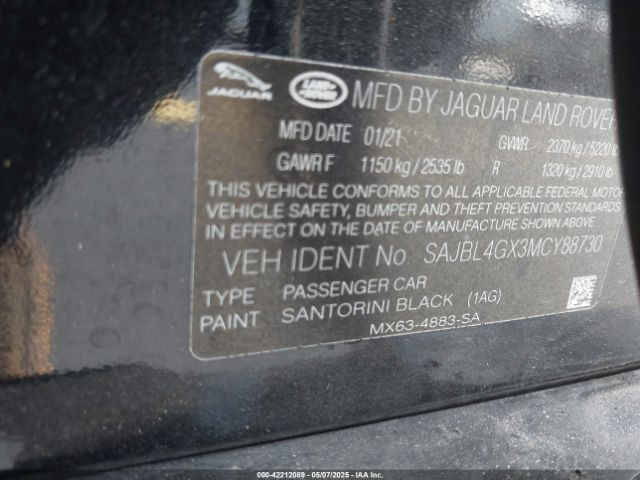 JAGUAR LAND ROVER MFD BY JAGUAR LAND ROVER
MFD DATE 01/21 GVWR 2370 kg / 5220 lb
GAWR F 1150 kg / 2535 lb R 1320 kg / 2910 lb
THIS VEHICLE CONFORMS TO ALL APPLICABLE FEDERAL MOTOR
VEHICLE SAFETY, BUMPER AND THEFT PREVENTION STANDARDS
IN EFFECT ON THE DATE OF MANUFACTURE SHOWN ABOVE.
VEH IDENT No. SAJBL4GX3MCY88730
TYPE PASSENGER CAR
PAINT SANTORINI BLACK (1AG)
MX63-4883-SA
000-42212089 - 05/07/2025 - IAA, Inc.